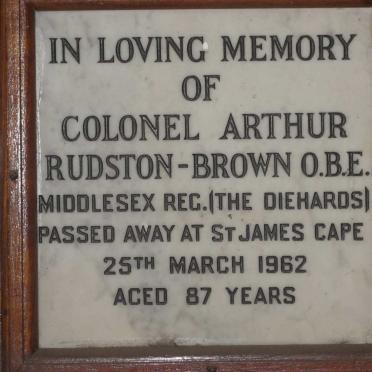 IN LOVING MEMORY
OF
COLONEL ARTHUR
RUDSTON-BROWN O.B.E.
MIDDLESEX REG.(THE DIEHARDS)
PASSED AWAY AT ST JAMES CAPE
25TH MARCH 1962
AGED 87 YEARS